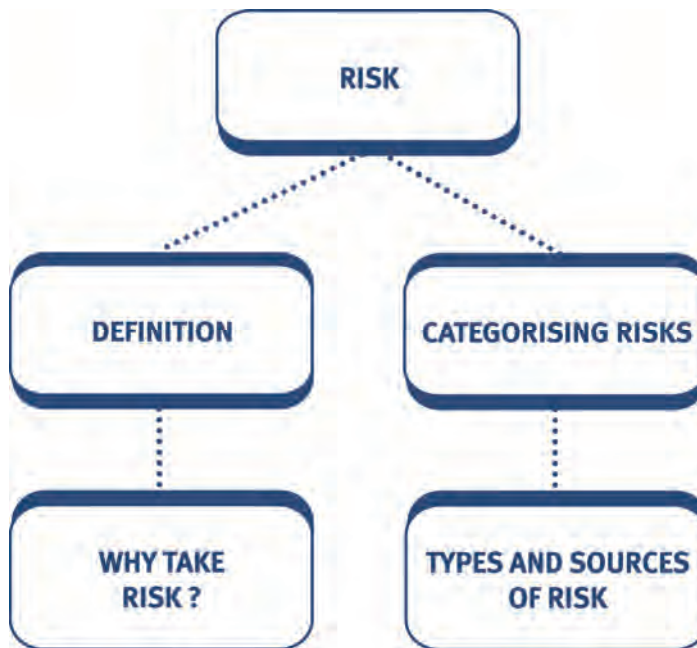 RISK
DEFINITION
CATEGORISING RISKS
WHY TAKE
RISK ?
TYPES AND SOURCES
OF RISK